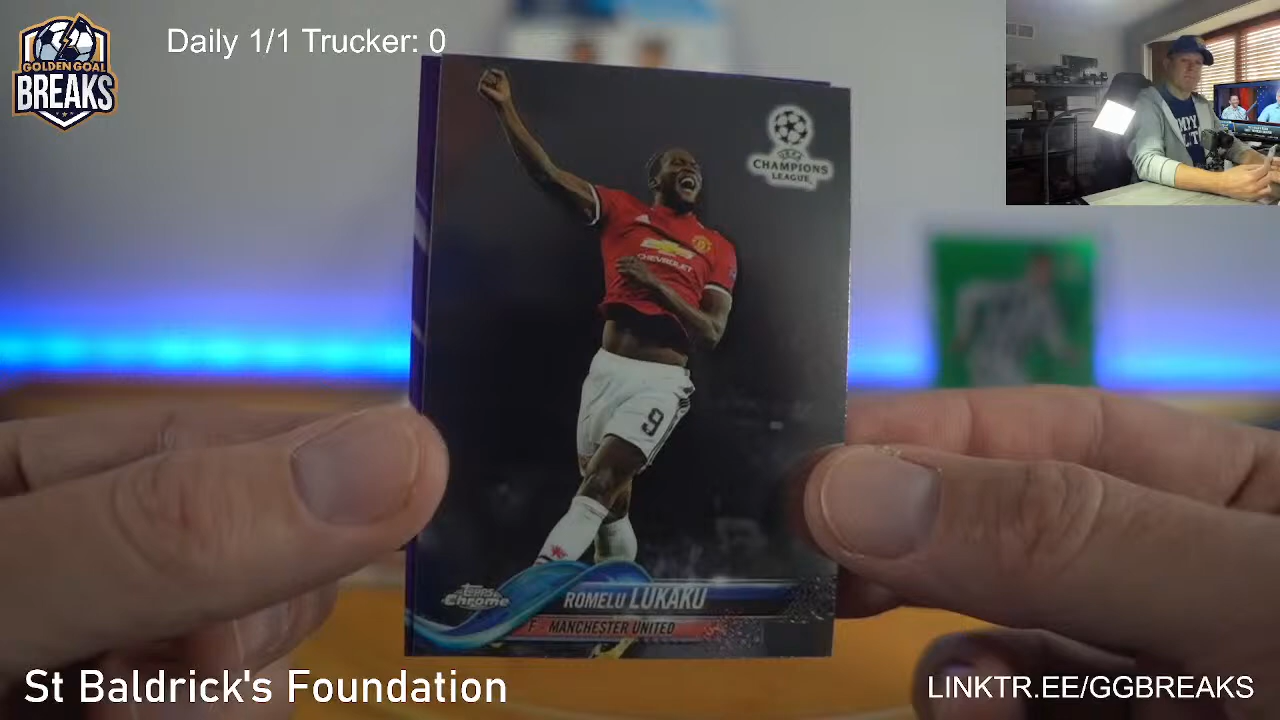 GOLDEN GOAL
BREAKS
Daily 1/1 Trucker: 0
UEFA
CHAMPIONS
LEAGUE
CHEVROLET
9
Topps
Chrome
ROMELU LUKAKU
F - MANCHESTER UNITED
St Baldrick's Foundation
LINKTR.EE/GGBREAKS